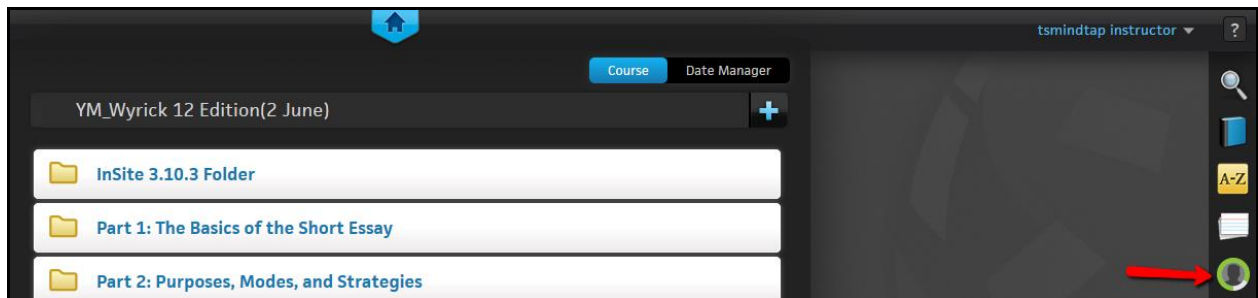 tsmindtap instructor
?
Course Date Manager
YM_Wyrick 12 Edition(2 June)
InSite 3.10.3 Folder
A-Z
Part 1: The Basics of the Short Essay
Part 2: Purposes, Modes, and Strategies